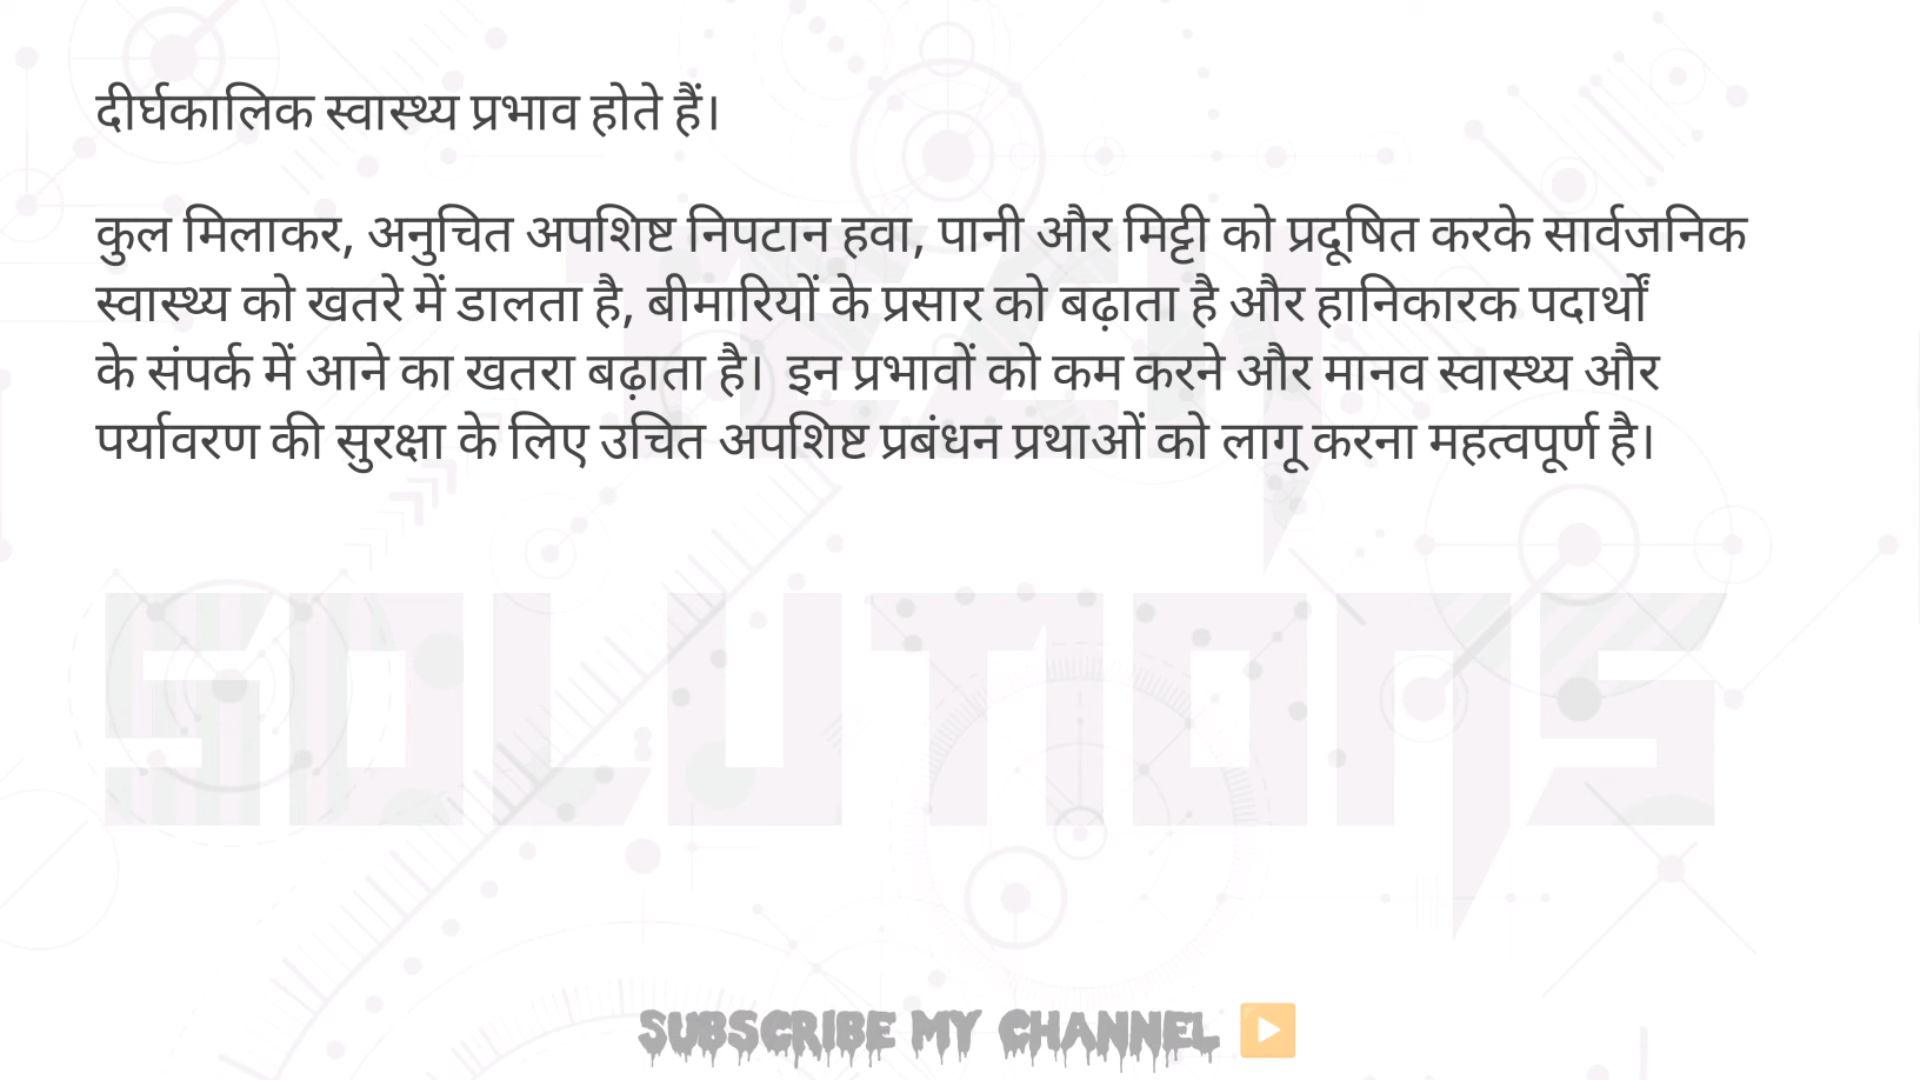 दीर्घकालिक स्वास्थ्य प्रभाव होते हैं।
कुल मिलाकर, अनुचित अपशिष्ट निपटान हवा, पानी और मिट्टी को प्रदूषित करके सार्वजनिक
स्वास्थ्य को खतरे में डालता है, बीमारियों के प्रसार को बढ़ाता है और हानिकारक पदार्थों
के संपर्क में आने का खतरा बढ़ाता है। इन प्रभावों को कम करने और मानव स्वास्थ्य और
पर्यावरण की सुरक्षा के लिए उचित अपशिष्ट प्रबंधन प्रथाओं को लागू करना महत्वपूर्ण है।
SOLUTIONS
SUBSCRIBE MY CHANNEL